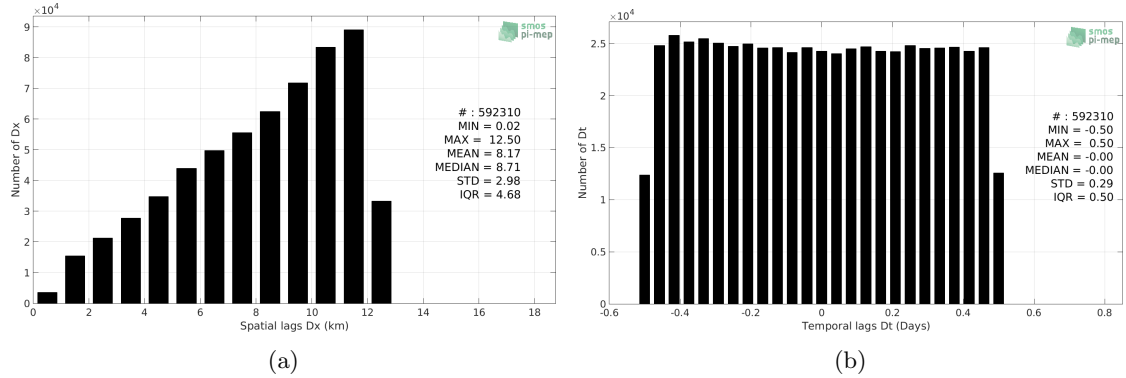 ×10⁴
9
8
7
6
5
4
3
2
1
0
Number of Dx
0 2 4 6 8 10 12 14 16 18
Spatial lags Dx (km)
smos
pi-mep
# : 592310
MIN = 0.02
MAX = 12.50
MEAN = 8.17
MEDIAN = 8.71
STD = 2.98
IQR = 4.68
(a)
×10⁴
2.5
2
1.5
1
0.5
0
Number of Dt
-0.6 -0.4 -0.2 0 0.2 0.4 0.6 0.8
Temporal lags Dt (Days)
smos
pi-mep
# : 592310
MIN = -0.50
MAX = 0.50
MEAN = -0.00
MEDIAN = -0.00
STD = 0.29
IQR = 0.50
(b)